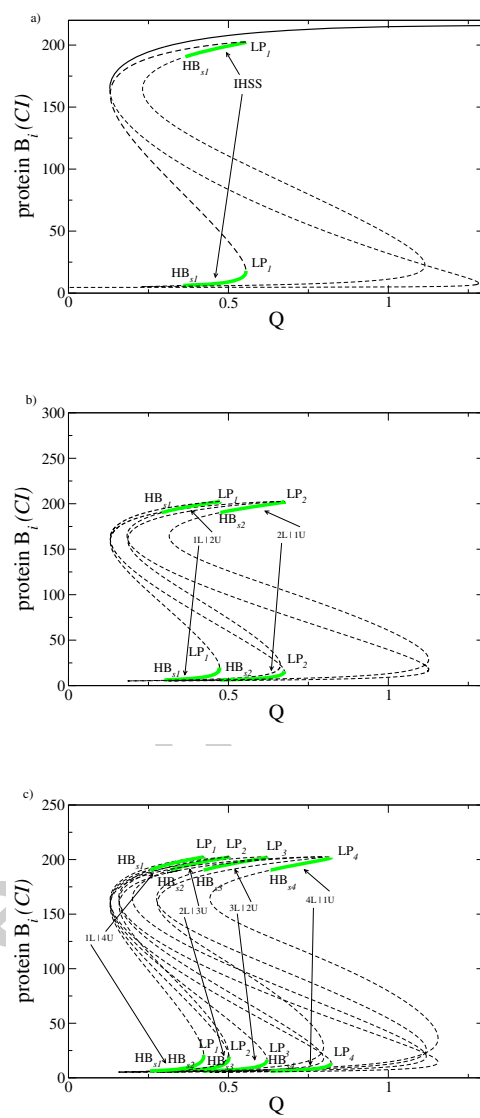 a)
200
150
100
50
0
protein B_i (CI)
HB_s1
LP_1
IHSS
HB_s1
LP_1
0
0.5
1
Q
b)
300
250
200
150
100
50
0
protein B_i (CI)
HB_s1
LP_1
LP_2
HB_s2
1L|2U
2L|1U
LP_1
HB_s1
HB_s2
LP_2
0
0.5
1
Q
c)
250
200
150
100
50
0
protein B_i (CI)
HB_s1
LP_1
LP_2
LP_3
LP_4
HB_s2
HB_s3
HB_s4
1L|4U
2L|3U
3L|2U
4L|1U
LP_1
LP_2
LP_3
LP_4
HB_s1
HB_s2
HB_s3
HB_s4
0
0.5
1
Q